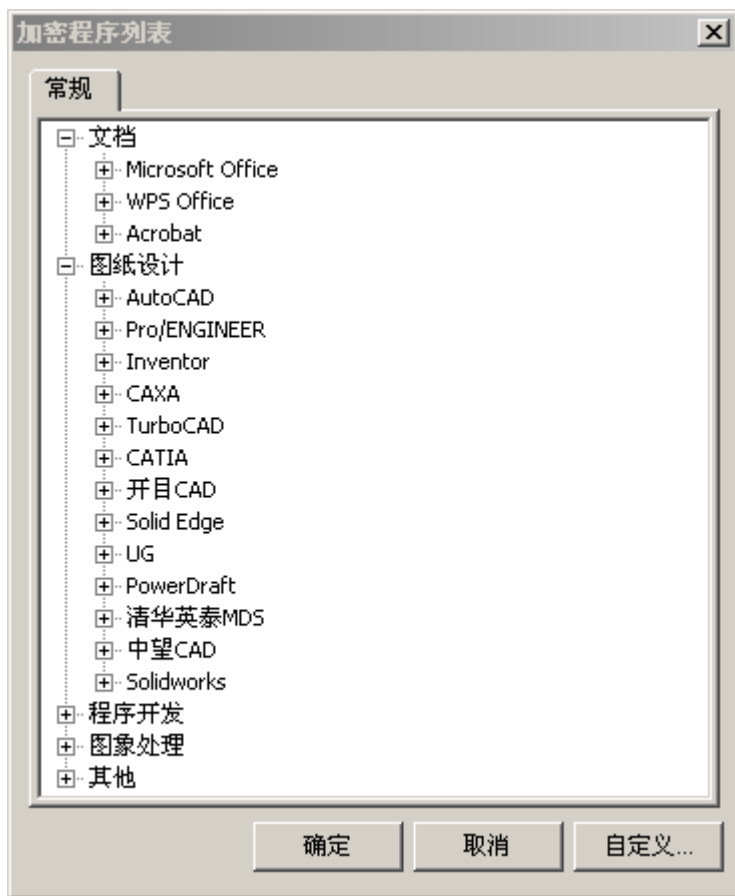 加密程序列表
常规
文档
Microsoft Office
WPS Office
Acrobat
图纸设计
AutoCAD
Pro/ENGINEER
Inventor
CAXA
TurboCAD
CATIA
开目CAD
Solid Edge
UG
PowerDraft
清华英泰MDS
中望CAD
Solidworks
程序开发
图象处理
其他
确定 取消 自定义...